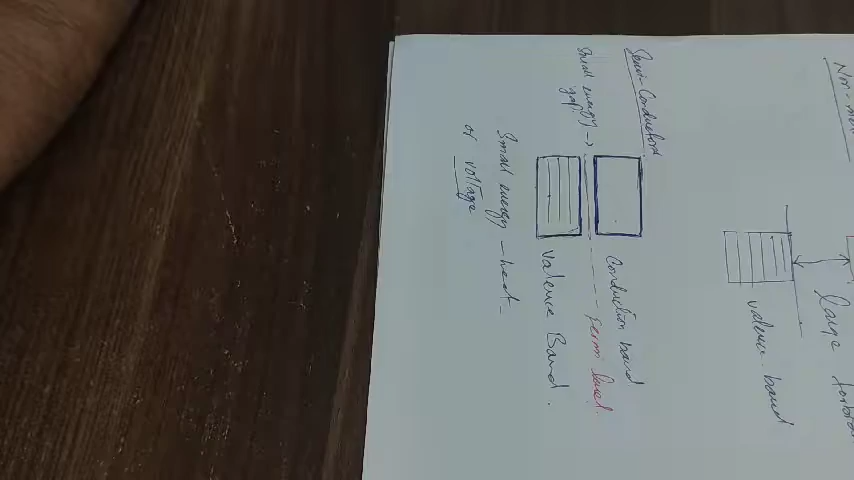 Non-
large
valence band
Semi-Conductors
Small energy →
gap
Conduction band
Fermi level.
Valence Band.
Small energy - heat -
or voltage